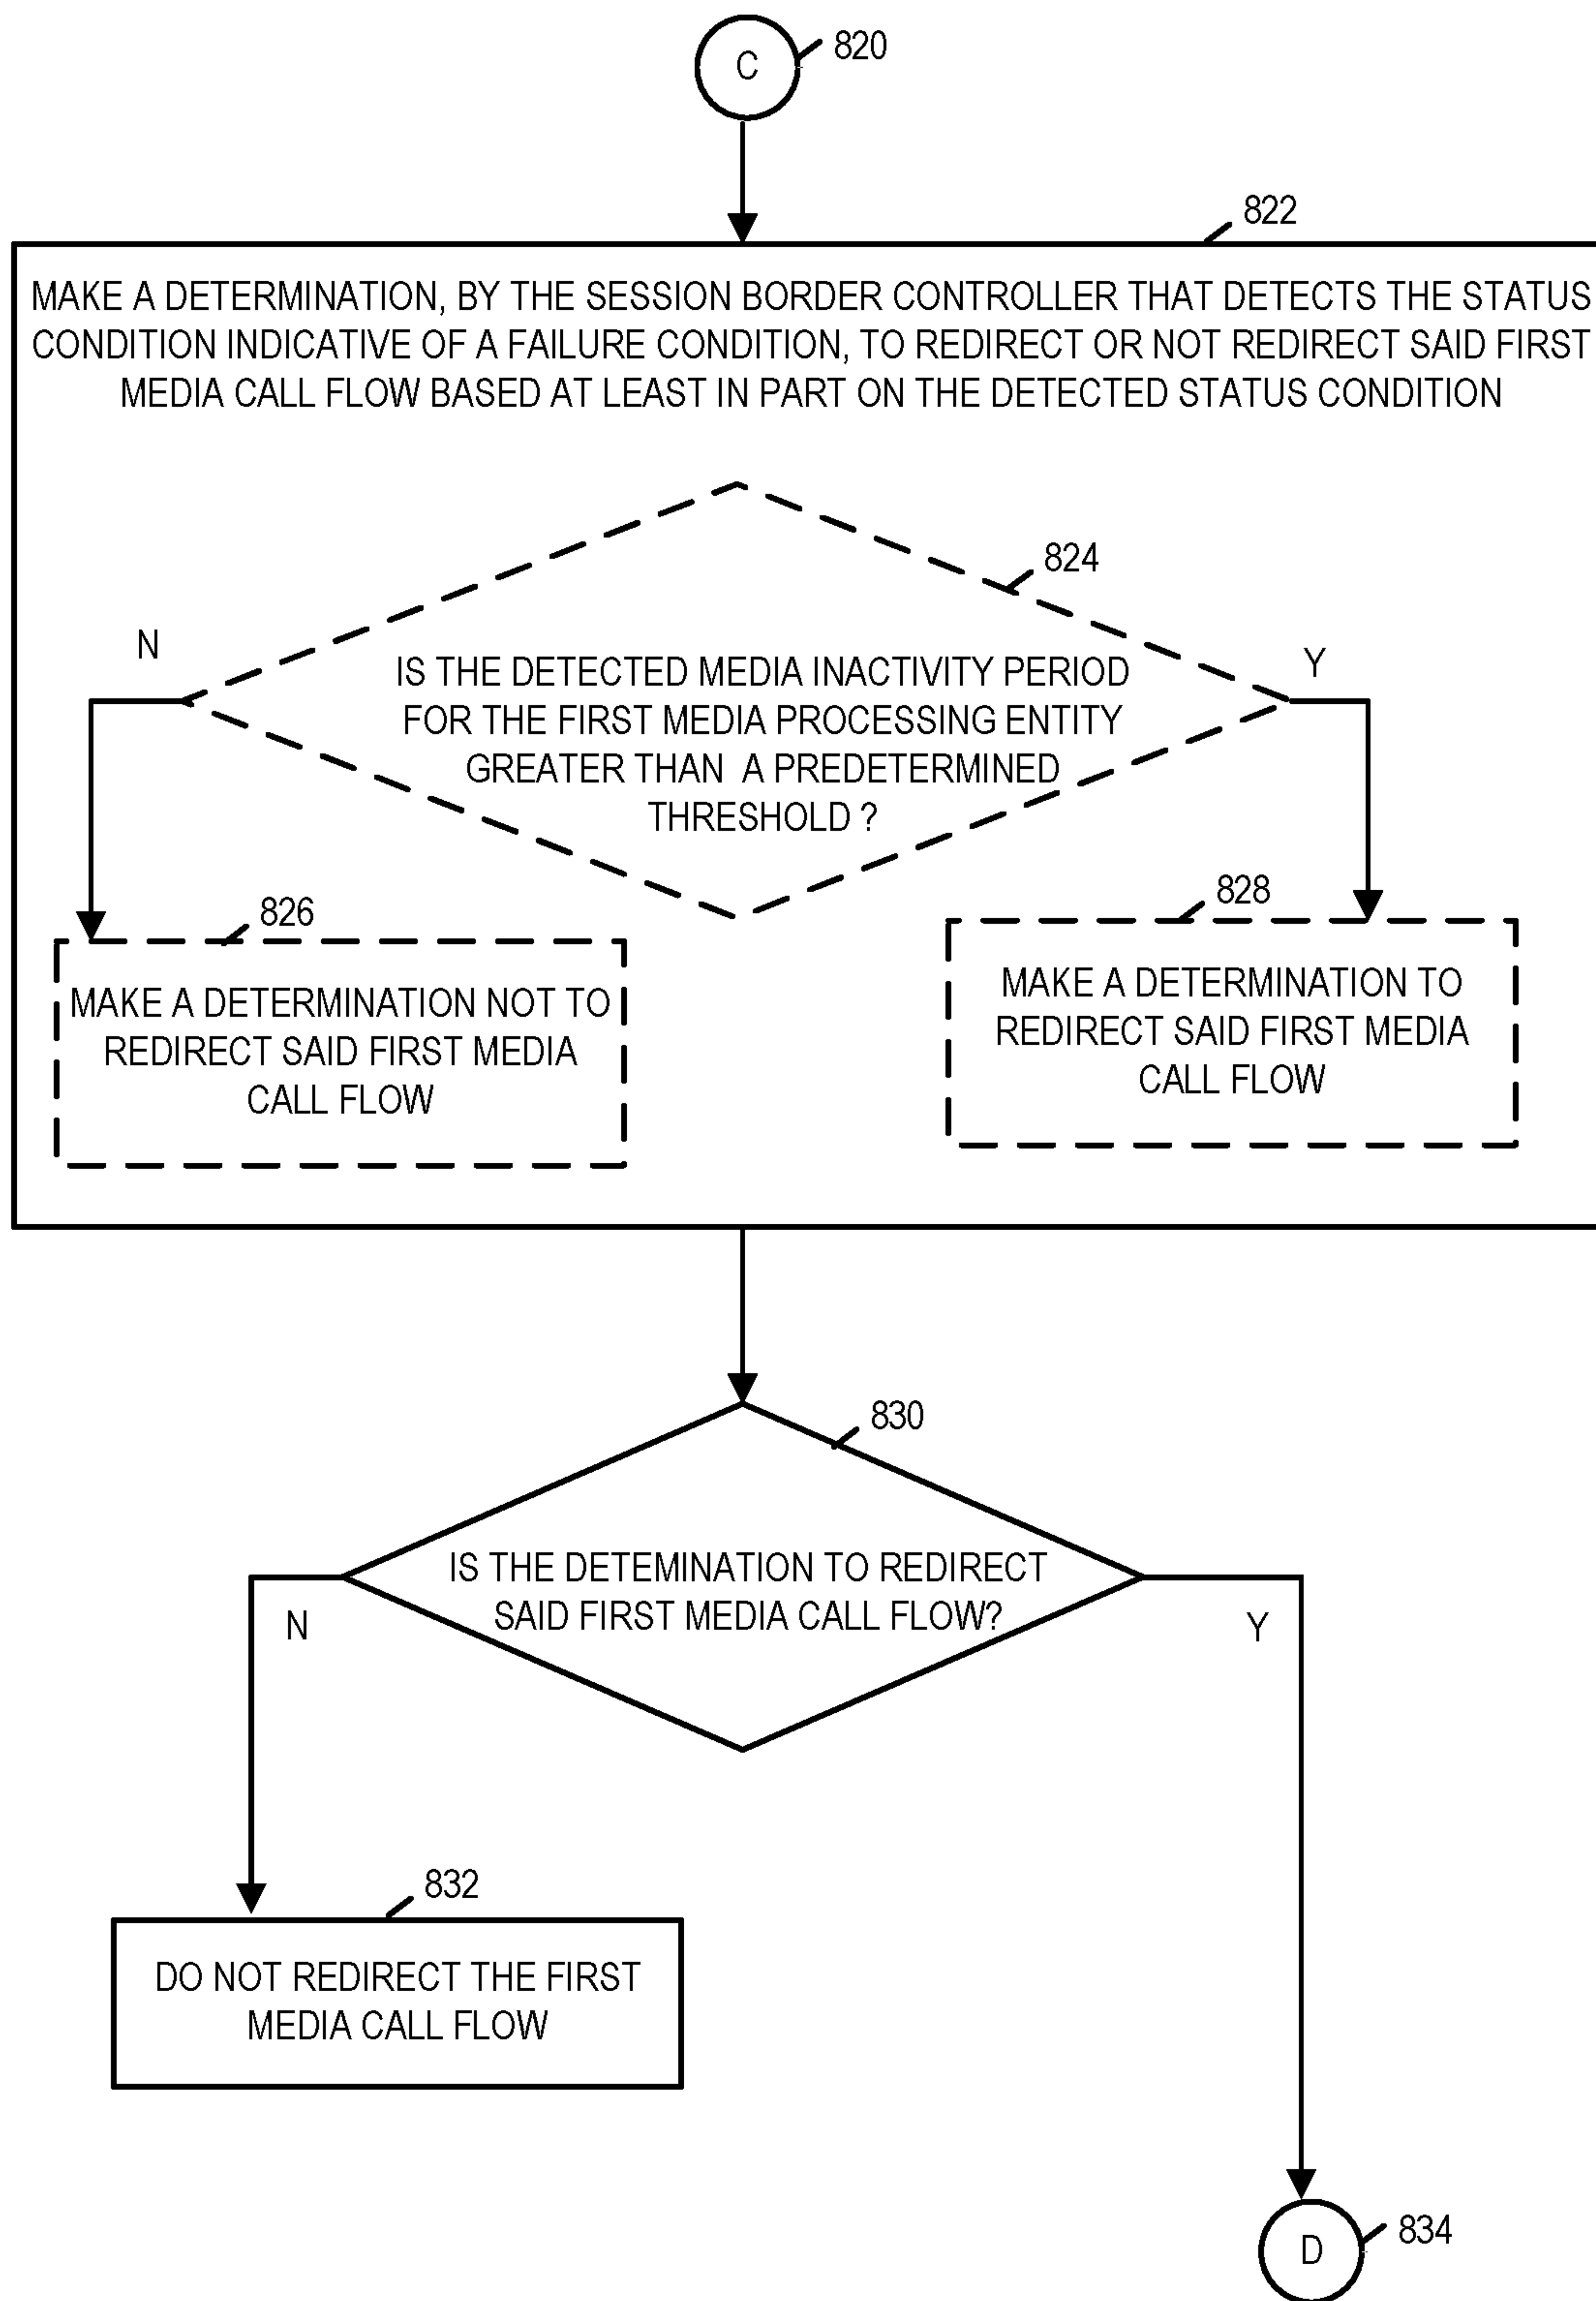 C
820
822
MAKE A DETERMINATION, BY THE SESSION BORDER CONTROLLER THAT DETECTS THE STATUS
CONDITION INDICATIVE OF A FAILURE CONDITION, TO REDIRECT OR NOT REDIRECT SAID FIRST
MEDIA CALL FLOW BASED AT LEAST IN PART ON THE DETECTED STATUS CONDITION
824
N
Y
IS THE DETECTED MEDIA INACTIVITY PERIOD
FOR THE FIRST MEDIA PROCESSING ENTITY
GREATER THAN A PREDETERMINED
THRESHOLD ?
826
MAKE A DETERMINATION NOT TO
REDIRECT SAID FIRST MEDIA
CALL FLOW
828
MAKE A DETERMINATION TO
REDIRECT SAID FIRST MEDIA
CALL FLOW
830
IS THE DETEMINATION TO REDIRECT
SAID FIRST MEDIA CALL FLOW?
N
Y
832
DO NOT REDIRECT THE FIRST
MEDIA CALL FLOW
D
834